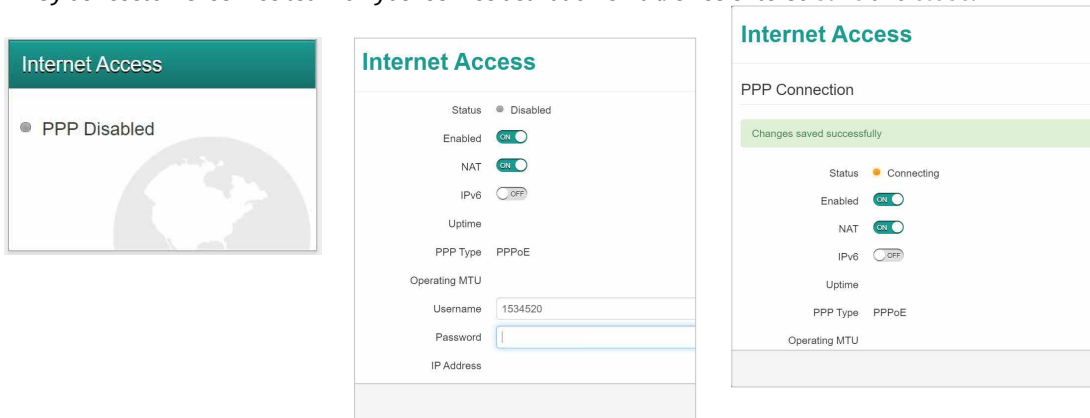 Internet Access
PPP Disabled
Internet Access
Status Disabled
Enabled ON
NAT ON
IPv6 OFF
Uptime
PPP Type PPPoE
Operating MTU
Username 1534520
Password
IP Address
Internet Access
PPP Connection
Changes saved successfully
Status Connecting
Enabled ON
NAT ON
IPv6 OFF
Uptime
PPP Type PPPoE
Operating MTU